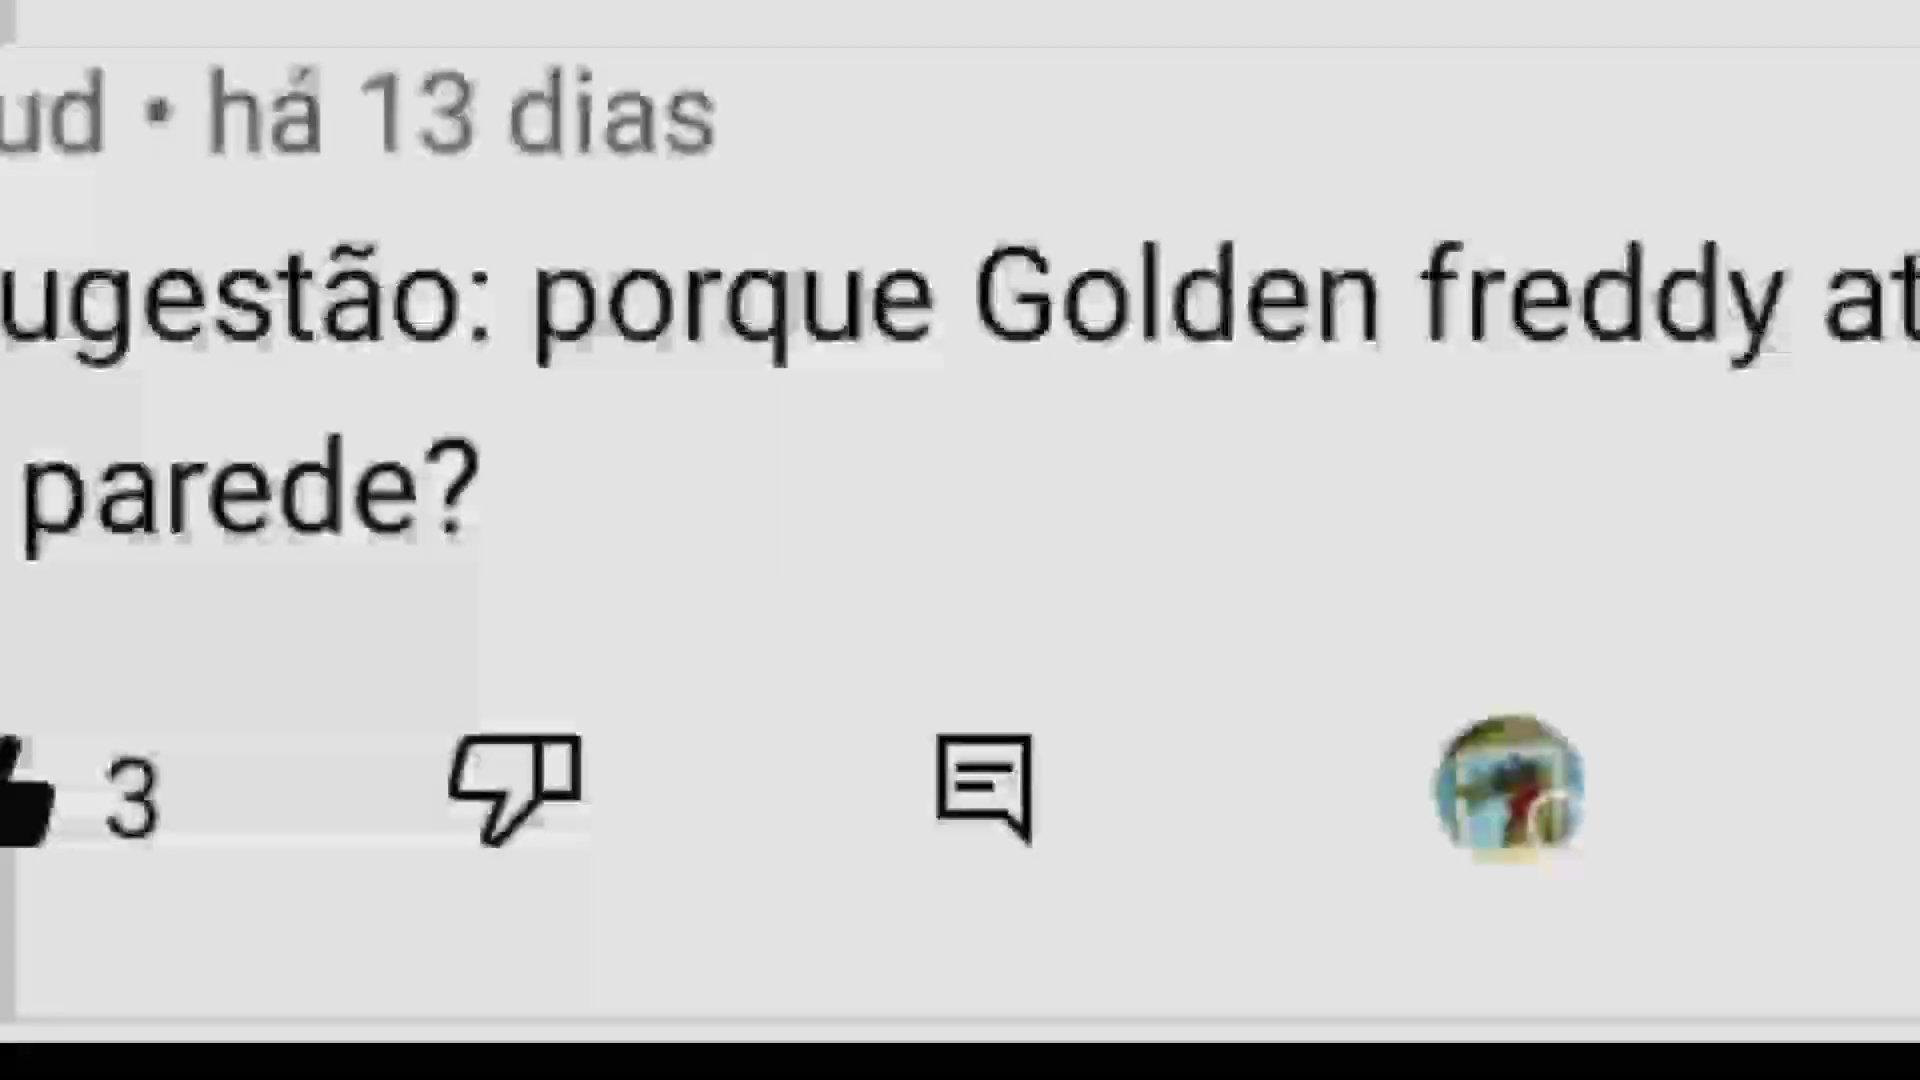 ud • há 13 dias
ugestão: porque Golden freddy at
parede?
3